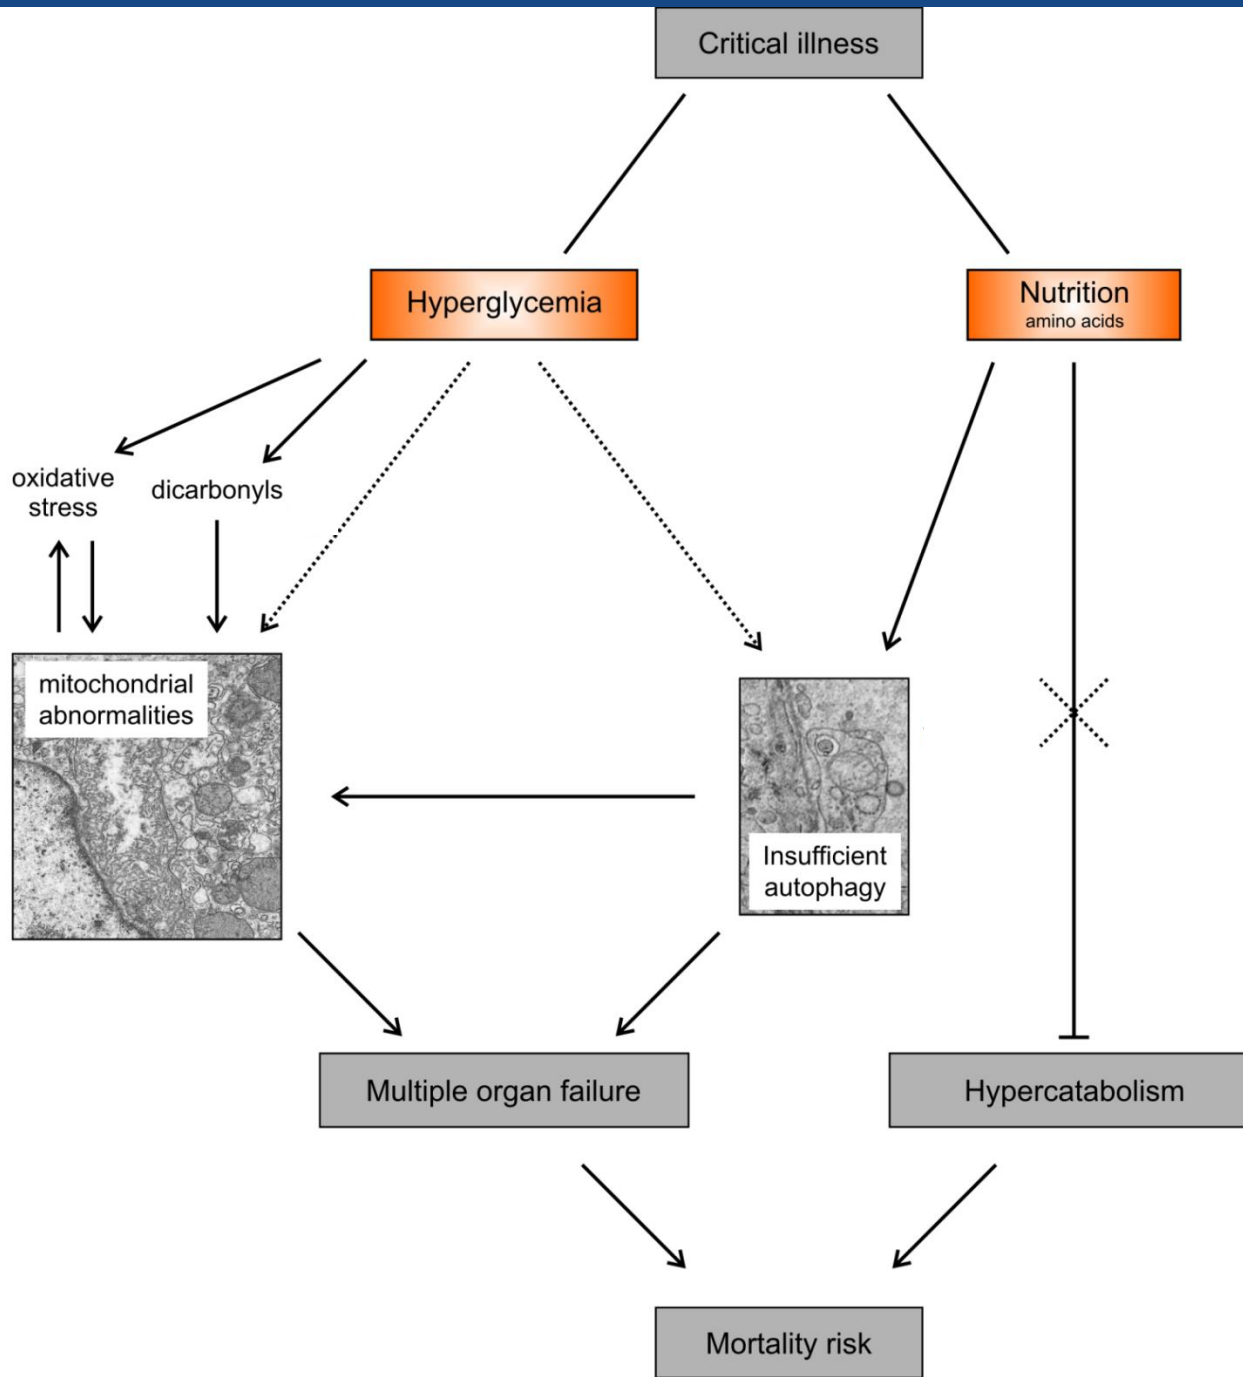 Critical illness
Hyperglycemia
Nutrition
amino acids
oxidative
stress
dicarbonyls
mitochondrial
abnormalities
Insufficient
autophagy
Multiple organ failure
Hypercatabolism
Mortality risk